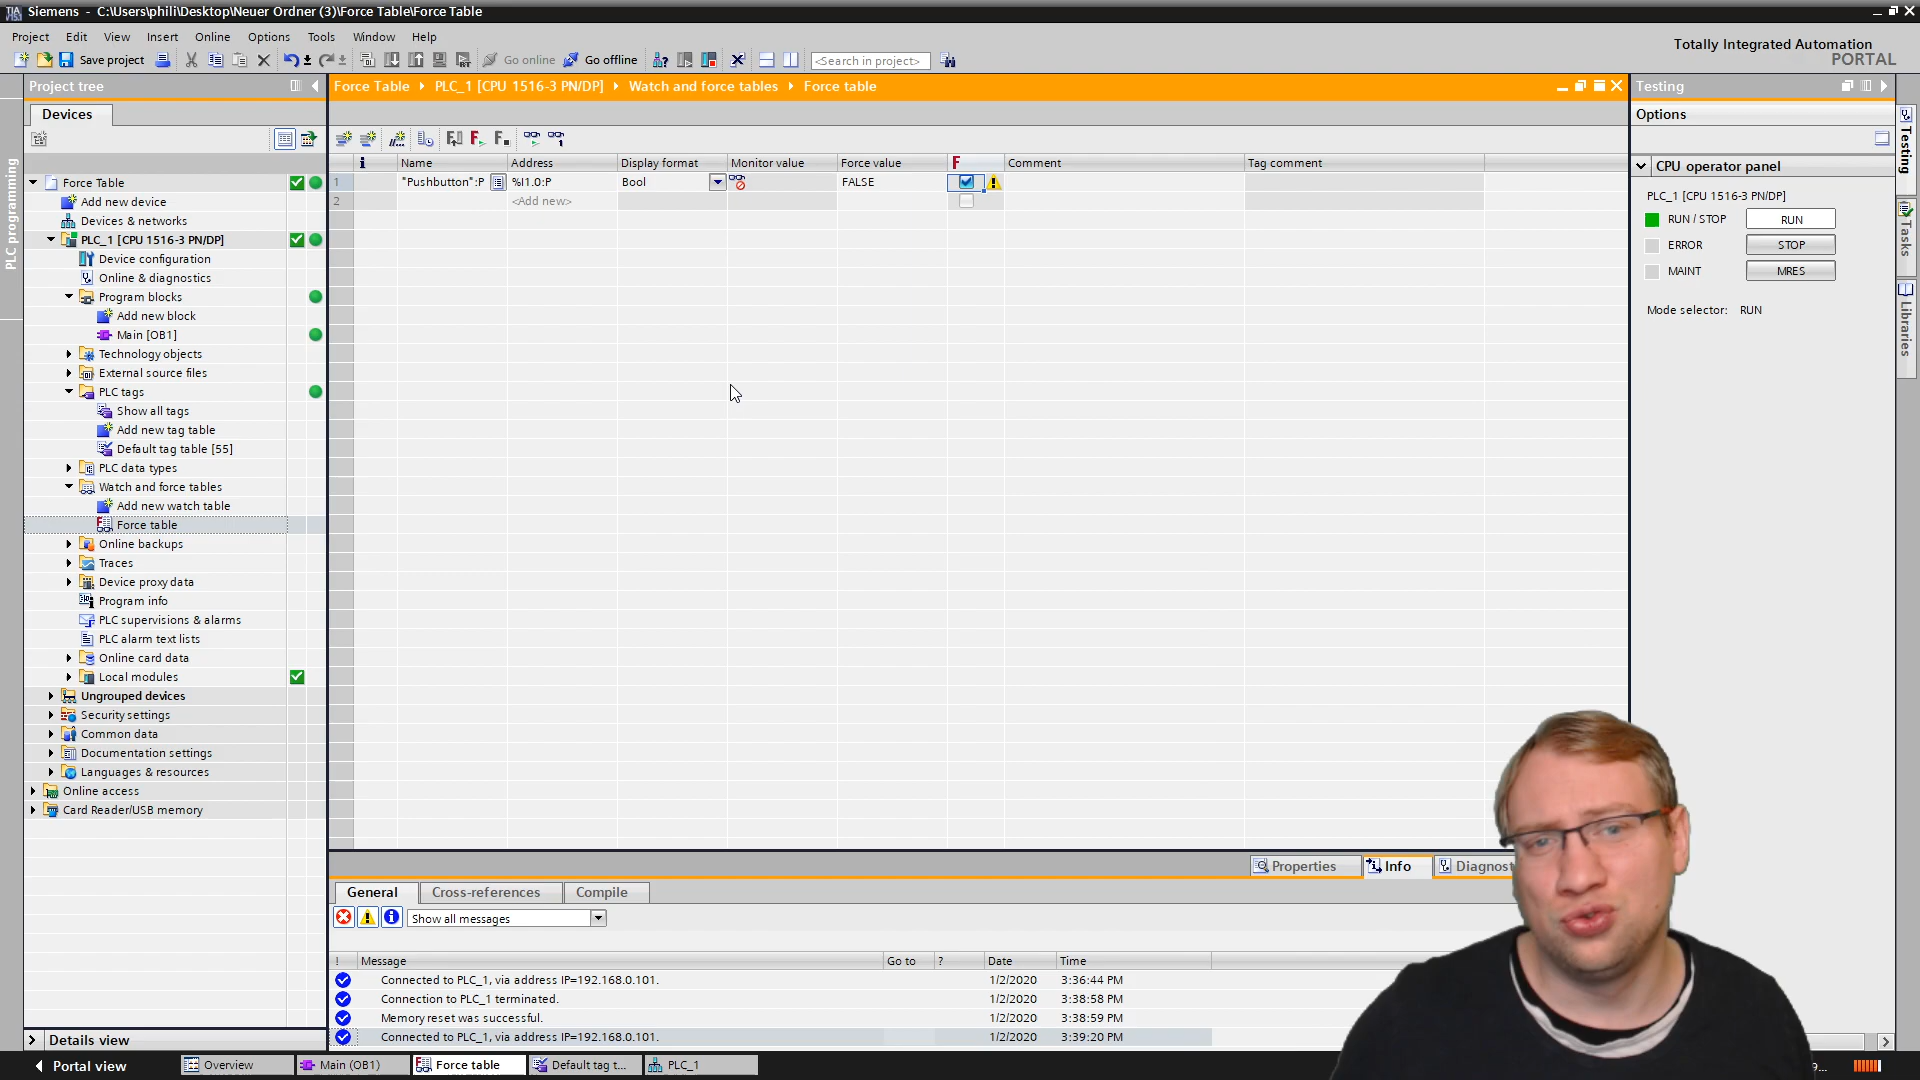 Siemens - C:\Users\phili\Desktop\Neuer Ordner (3)\Force Table\Force Table
Project Edit View Insert Online Options Tools Window Help
Totally Integrated Automation
PORTAL
Save project
Go online
Go offline
<Search in project>
Project tree
Force Table PLC_1 [CPU 1516-3 PN/DP] Watch and force tables Force table
Testing
Devices
Options
PLC programming
Testing
Tasks
Libraries
i Name Address Display format Monitor value Force value F Comment Tag comment
1 "Pushbutton":P %I1.0:P Bool FALSE
2 <Add new>
Force Table
Add new device
Devices & networks
PLC_1 [CPU 1516-3 PN/DP]
Device configuration
Online & diagnostics
Program blocks
Add new block
Main [OB1]
Technology objects
External source files
PLC tags
Show all tags
Add new tag table
Default tag table [55]
PLC data types
Watch and force tables
Add new watch table
Force table
Online backups
Traces
Device proxy data
Program info
PLC supervisions & alarms
PLC alarm text lists
Online card data
Local modules
Ungrouped devices
Security settings
Common data
Documentation settings
Languages & resources
Online access
Card Reader/USB memory
Details view
CPU operator panel
PLC_1 [CPU 1516-3 PN/DP]
RUN / STOP RUN
ERROR STOP
MAINT MRES
Mode selector: RUN
Properties Info Diagnost
General Cross-references Compile
Show all messages
! Message Go to ? Date Time
Connected to PLC_1, via address IP=192.168.0.101. 1/2/2020 3:36:44 PM
Connection to PLC_1 terminated. 1/2/2020 3:38:58 PM
Memory reset was successful. 1/2/2020 3:38:59 PM
Connected to PLC_1, via address IP=192.168.0.101. 1/2/2020 3:39:20 PM
Portal view Overview Main (OB1) Force table Default tag t... PLC_1